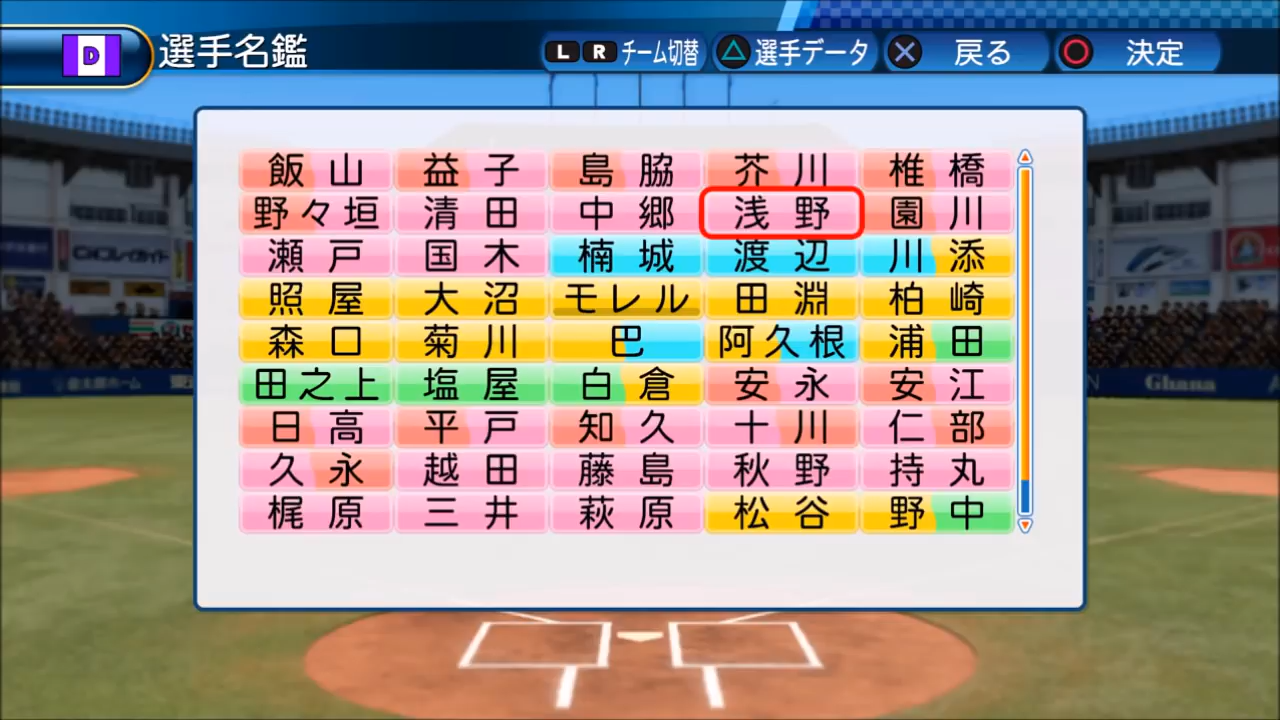 D 選手名鑑 L R チーム切替 選手データ 戻る 決定
飯山 益子 島脇 芥川 椎橋
野々垣 清田 中郷 浅野 園川
瀬戸 国木 楠城 渡辺 川添
照屋 大沼 モレル 田淵 柏崎
森口 菊川 巴 阿久根 浦田
田之上 塩屋 白倉 安永 安江
日高 平戸 知久 十川 仁部
久永 越田 藤島 秋野 持丸
梶原 三井 萩原 松谷 野中
Ghana